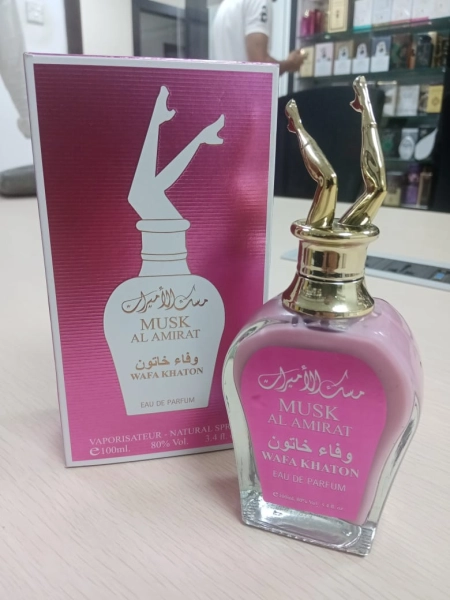 مسك الأميرات
MUSK
AL AMIRAT
وفاء خاتون
WAFA KHATON
EAU DE PARFUM
VAPORISATEUR - NATURAL SPR
e 100ml. 80% Vol. 3.4 fl
مسك الأميرات
MUSK
AL AMIRAT
وفاء خاتون
WAFA KHATON
EAU DE PARFUM